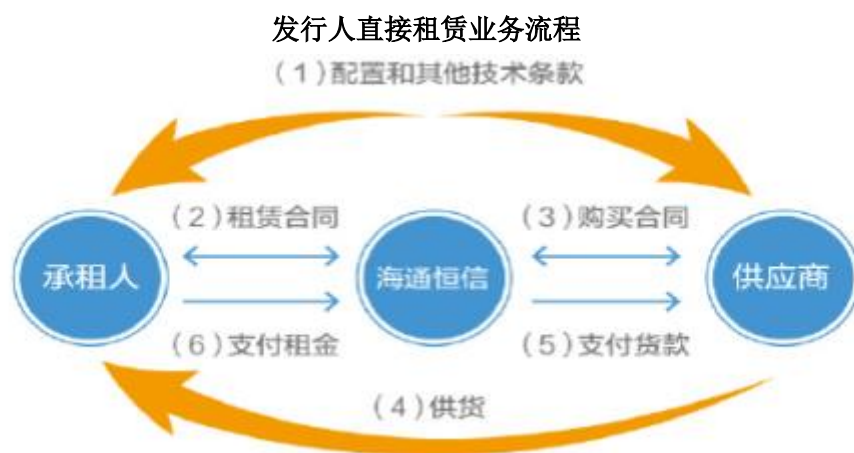 发行人直接租赁业务流程
(1)配置和其他技术条款
(2)租赁合同
(3)购买合同
承租人
海通恒信
供应商
(6)支付租金
(5)支付货款
(4)供货